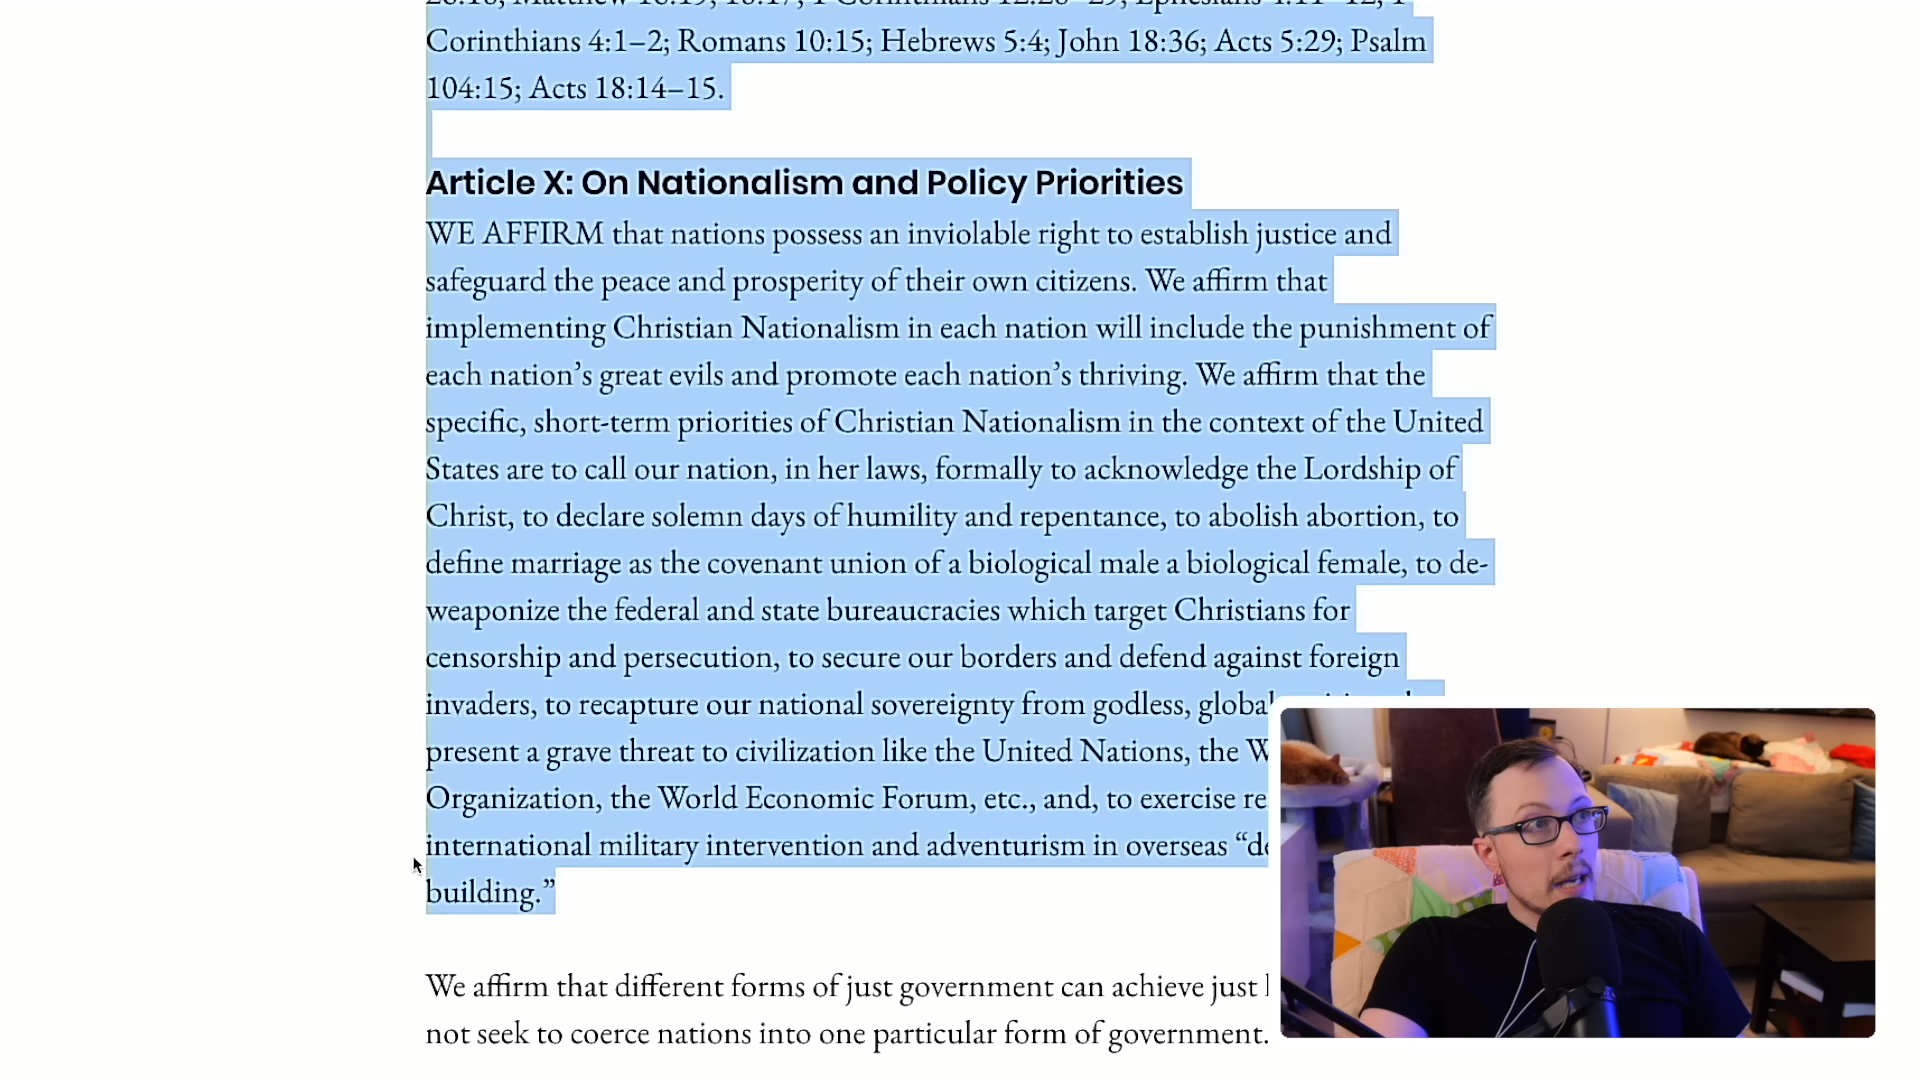 Corinthians 4:1–2; Romans 10:15; Hebrews 5:4; John 18:36; Acts 5:29; Psalm
104:15; Acts 18:14–15.
Article X: On Nationalism and Policy Priorities
WE AFFIRM that nations possess an inviolable right to establish justice and
safeguard the peace and prosperity of their own citizens. We affirm that
implementing Christian Nationalism in each nation will include the punishment of
each nation’s great evils and promote each nation’s thriving. We affirm that the
specific, short-term priorities of Christian Nationalism in the context of the United
States are to call our nation, in her laws, formally to acknowledge the Lordship of
Christ, to declare solemn days of humility and repentance, to abolish abortion, to
define marriage as the covenant union of a biological male a biological female, to de-
weaponize the federal and state bureaucracies which target Christians for
censorship and persecution, to secure our borders and defend against foreign
invaders, to recapture our national sovereignty from godless,
present a grave threat to civilization like the United Nations, the
Organization, the World Economic Forum, etc., and, to exercise
international military intervention and adventurism in overseas
building.”
We affirm that different forms of just government can achieve just
not seek to coerce nations into one particular form of government.